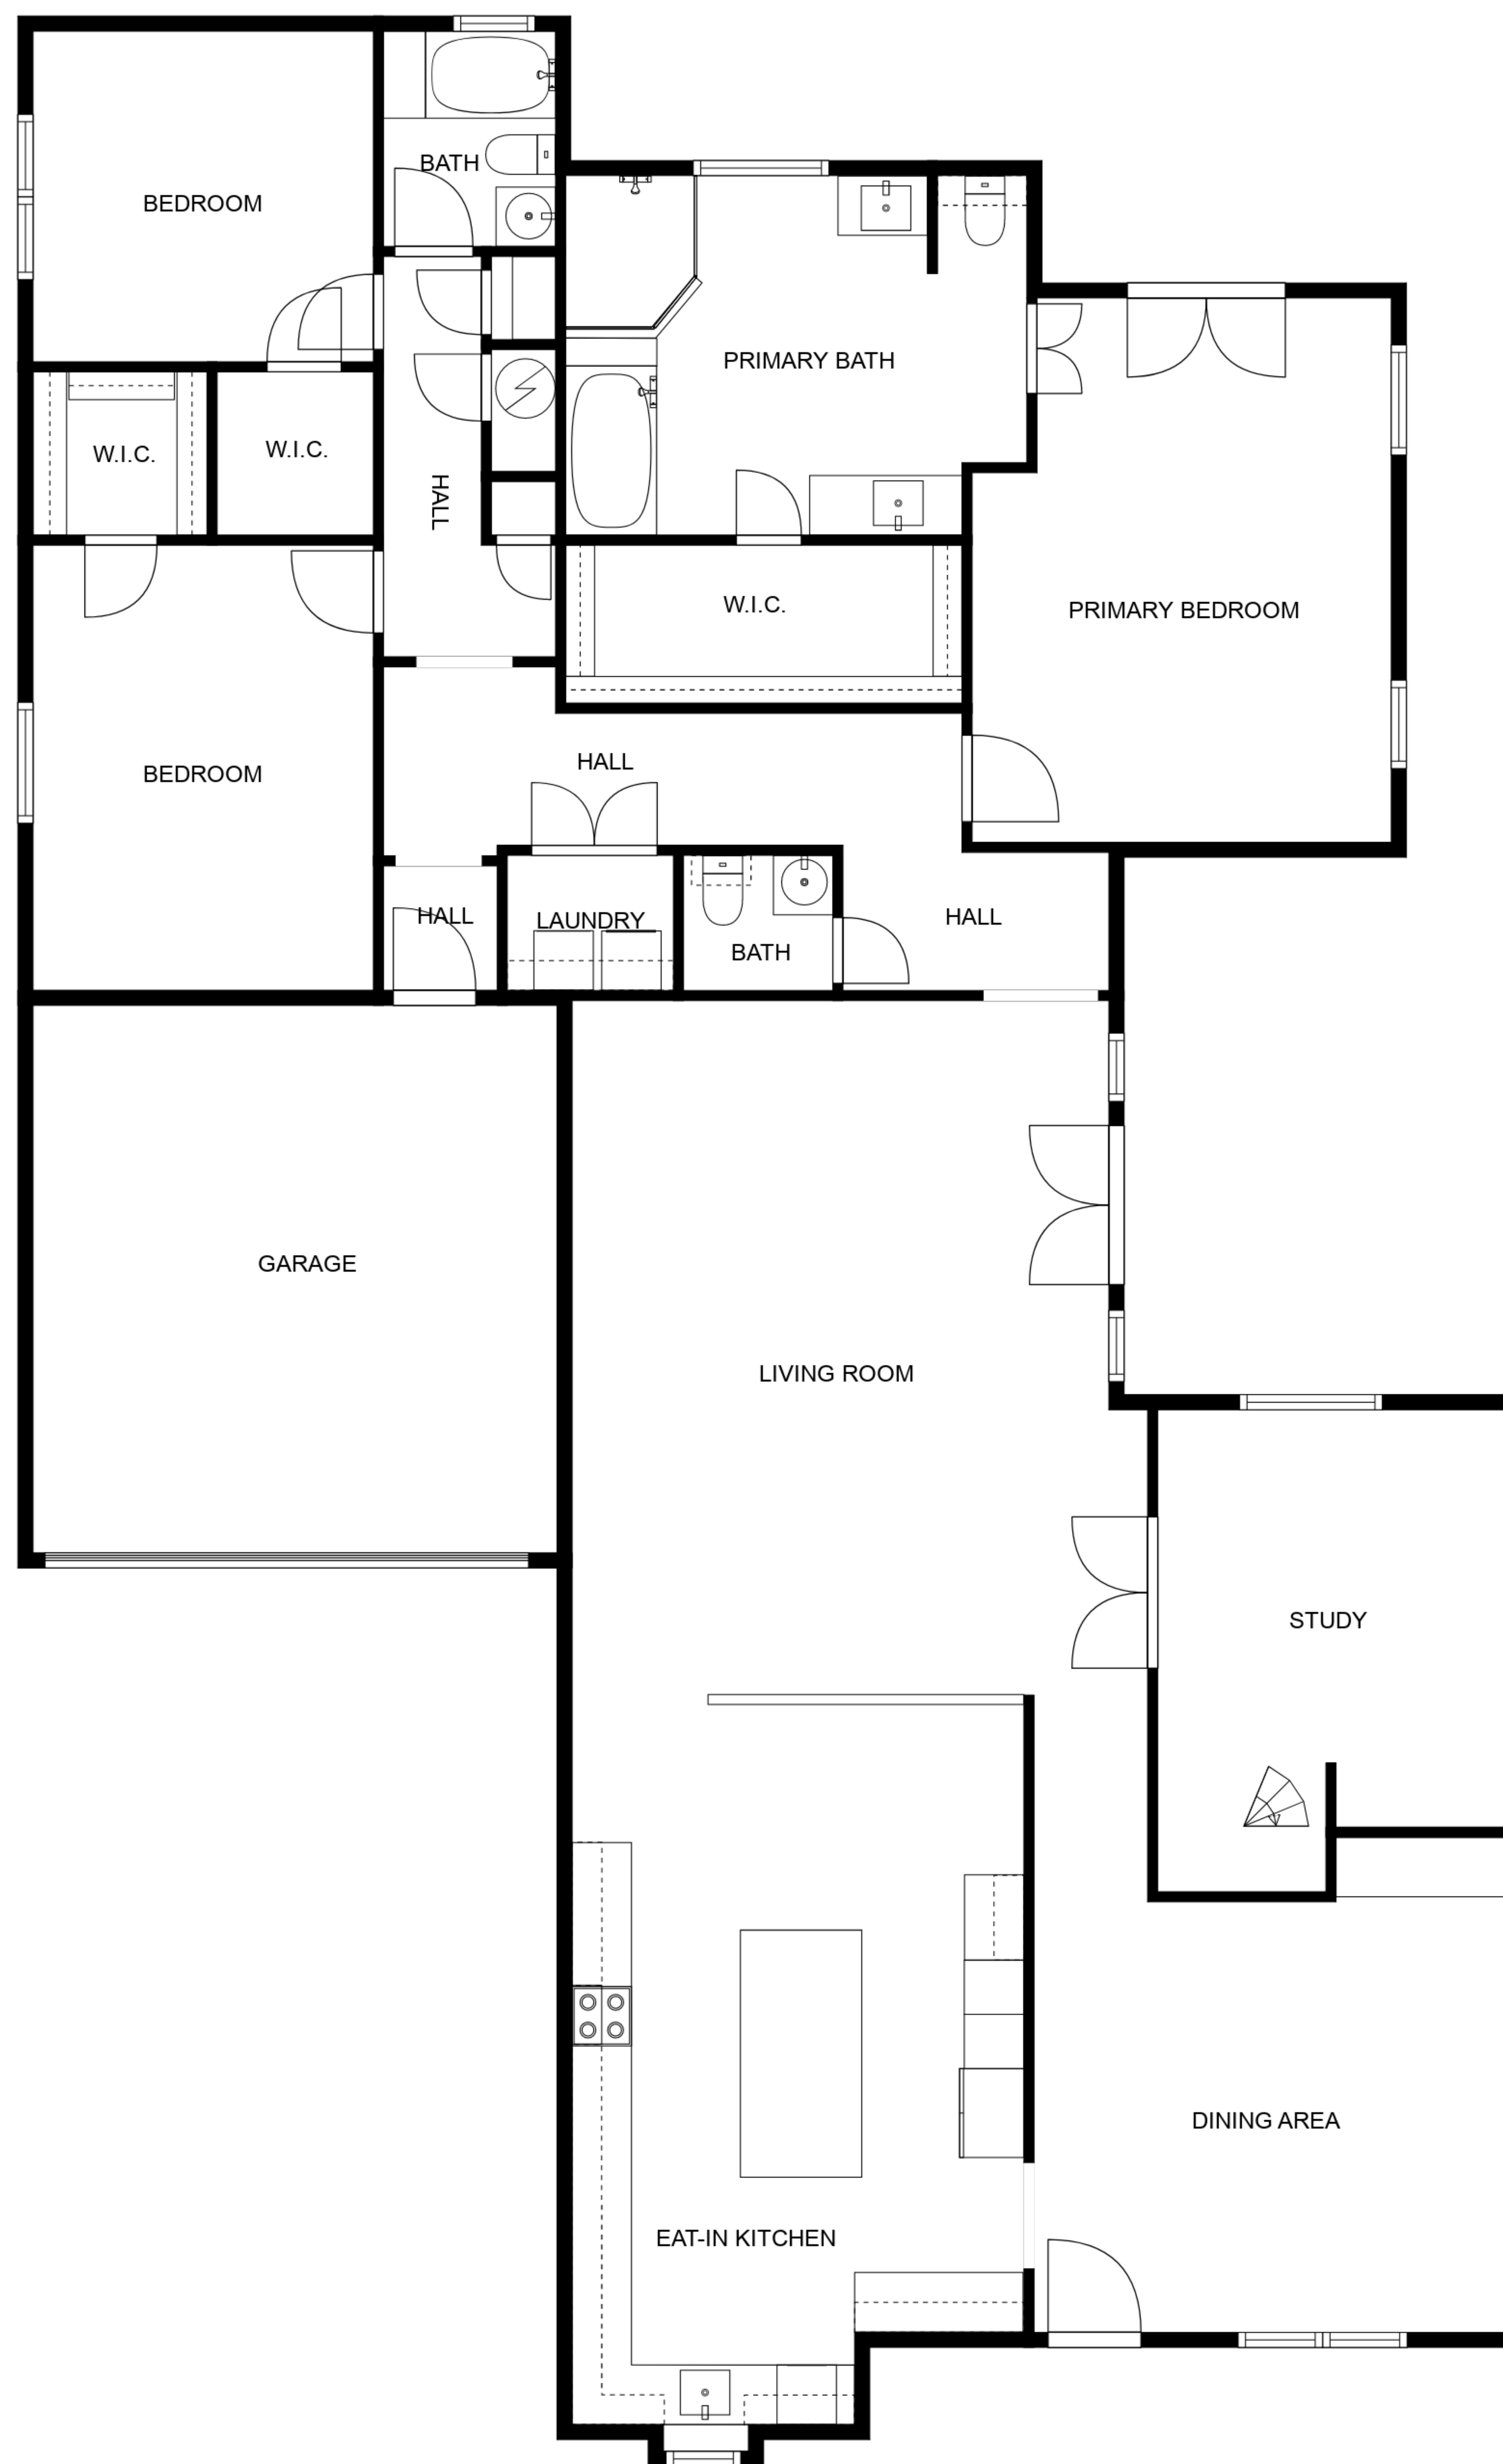 BATH
BEDROOM
PRIMARY BATH
W.I.C.
W.I.C.
HALL
W.I.C.
PRIMARY BEDROOM
HALL
BEDROOM
HALL
LAUNDRY
BATH
HALL
GARAGE
LIVING ROOM
STUDY
DINING AREA
EAT-IN KITCHEN